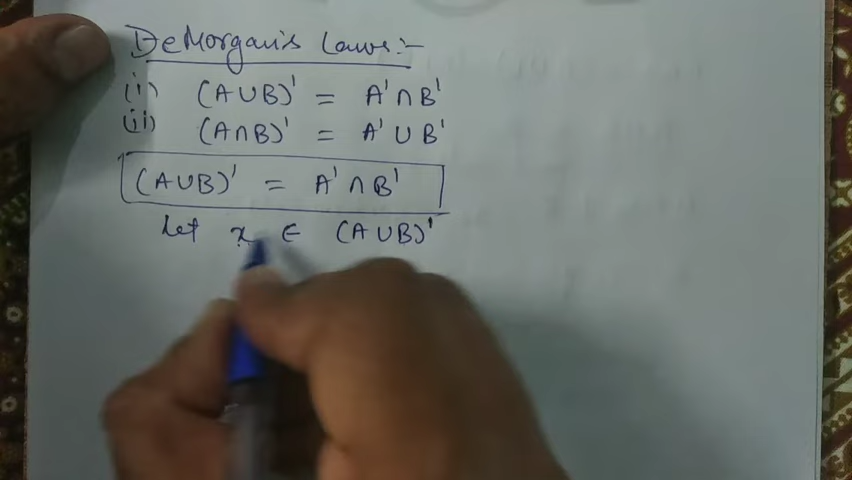 DeMorgan's Laws:-
(i) (A∪B)' = A'∩B'
(ii) (A∩B)' = A'∪B'
(A∪B)' = A'∩B'
let x ∈ (A∪B)'